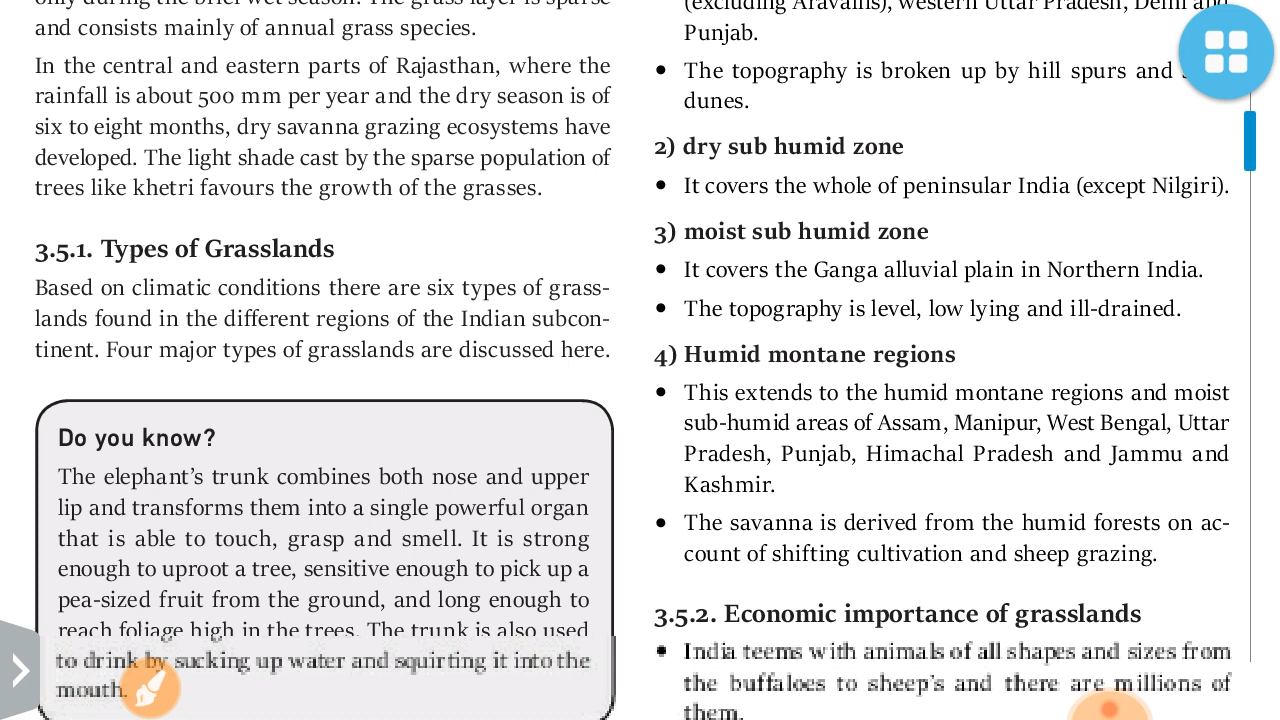 only during the brief wet season. The grass layer is sparse
and consists mainly of annual grass species.
In the central and eastern parts of Rajasthan, where the
rainfall is about 500 mm per year and the dry season is of
six to eight months, dry savanna grazing ecosystems have
developed. The light shade cast by the sparse population of
trees like khetri favours the growth of the grasses.
3.5.1. Types of Grasslands
Based on climatic conditions there are six types of grass-
lands found in the different regions of the Indian subcon-
tinent. Four major types of grasslands are discussed here.
Do you know?
The elephant's trunk combines both nose and upper
lip and transforms them into a single powerful organ
that is able to touch, grasp and smell. It is strong
enough to uproot a tree, sensitive enough to pick up a
pea-sized fruit from the ground, and long enough to
reach foliage high in the trees. The trunk is also used
to drink by sucking up water and squirting it into the
mouth.
(excluding Aravallis), western Uttar Pradesh, Delhi and
Punjab.
• The topography is broken up by hill spurs and
dunes.
2) dry sub humid zone
• It covers the whole of peninsular India (except Nilgiri).
3) moist sub humid zone
• It covers the Ganga alluvial plain in Northern India.
• The topography is level, low lying and ill-drained.
4) Humid montane regions
• This extends to the humid montane regions and moist
sub-humid areas of Assam, Manipur, West Bengal, Uttar
Pradesh, Punjab, Himachal Pradesh and Jammu and
Kashmir.
• The savanna is derived from the humid forests on ac-
count of shifting cultivation and sheep grazing.
3.5.2. Economic importance of grasslands
• India teems with animals of all shapes and sizes from
the buffaloes to sheep's and there are millions of
them.